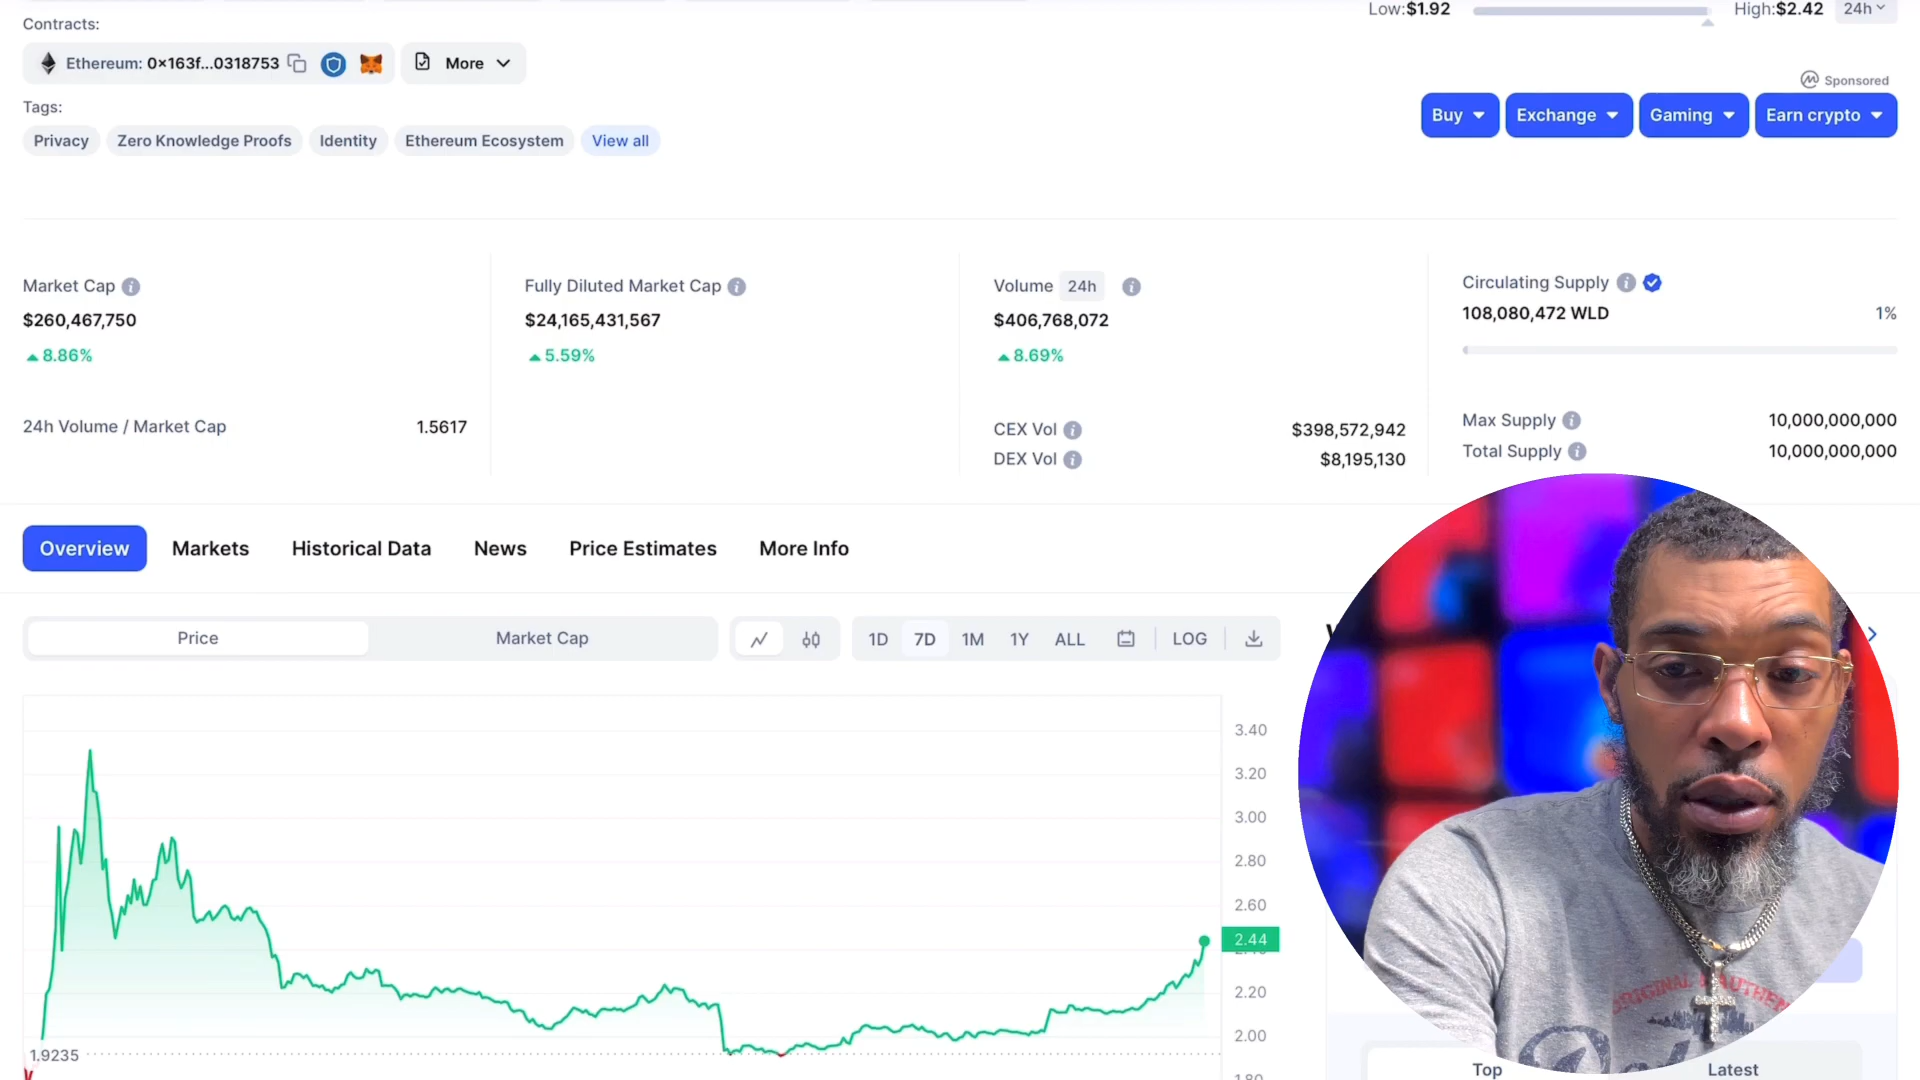 Contracts:
Low:$1.92
High:$2.42
24h
Ethereum: 0x163f...0318753
More
Sponsored
Tags:
Buy
Exchange
Gaming
Earn crypto
Privacy
Zero Knowledge Proofs
Identity
Ethereum Ecosystem
View all
Market Cap
$260,467,750
8.86%
24h Volume / Market Cap
1.5617
Fully Diluted Market Cap
$24,165,431,567
5.59%
Volume 24h
$406,768,072
8.69%
CEX Vol
$398,572,942
DEX Vol
$8,195,130
Circulating Supply
108,080,472 WLD
1%
Max Supply
10,000,000,000
Total Supply
10,000,000,000
Overview
Markets
Historical Data
News
Price Estimates
More Info
Price
Market Cap
1D
7D
1M
1Y
ALL
LOG
3.40
3.20
3.00
2.80
2.60
2.44
2.20
2.00
1.80
1.9235
ORIGINAL & AUTHEN
Top
Latest